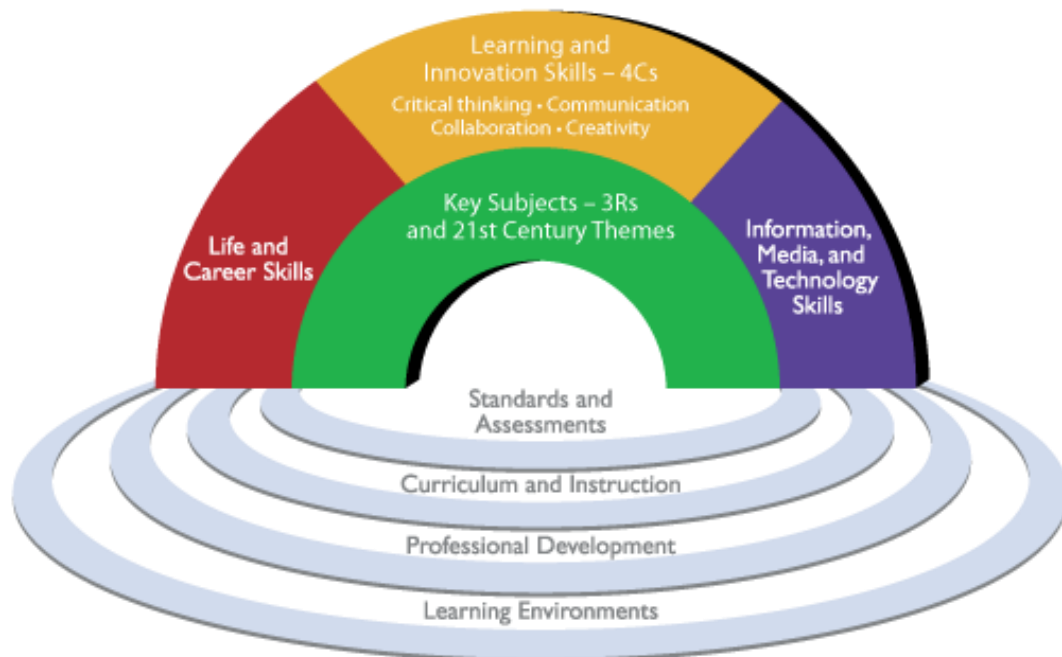 Learning and
Innovation Skills – 4Cs
Critical thinking • Communication
Collaboration • Creativity
Key Subjects – 3Rs
and 21st Century Themes
Life and
Career Skills
Information,
Media, and
Technology
Skills
Standards and
Assessments
Curriculum and Instruction
Professional Development
Learning Environments